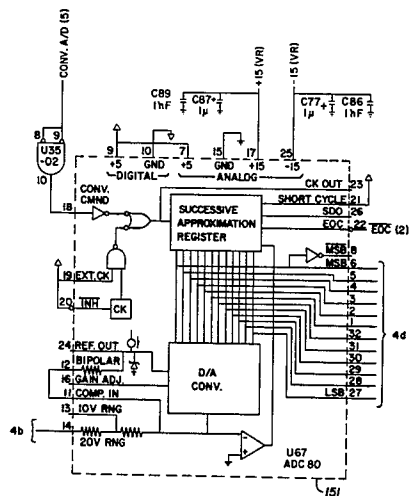 CONV. A/D (5)
+15 (VR)
-15 (VR)
C89
1hF
C87
1μ
C77
1μ
C86
1hF
8
9
U35
-02
10
9
+5
10
GND
7
+5
15
GND
17
+15
25
-15
DIGITAL
ANALOG
CK OUT 23
SHORT CYCLE 21
SDO 26
EOC 22
EOC (2)
CONV.
CMND
18
SUCCESSIVE
APPROXIMATION
REGISTER
MSB 8
MSB 6
5
4
3
2
1
32
31
30
29
28
LSB 27
4d
19 EXT. CK
20 INH
CK
24 REF. OUT
12 BIPOLAR
16 GAIN ADJ.
11 COMP. IN
13 10V RNG
14 20V RNG
4b
D/A
CONV.
-
+
U67
ADC 80
151